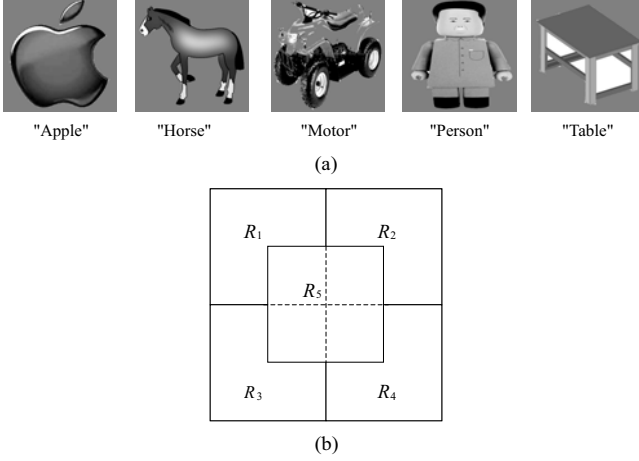 "Apple" "Horse" "Motor" "Person" "Table"
(a)
R1 R2
R5
R3 R4
(b)